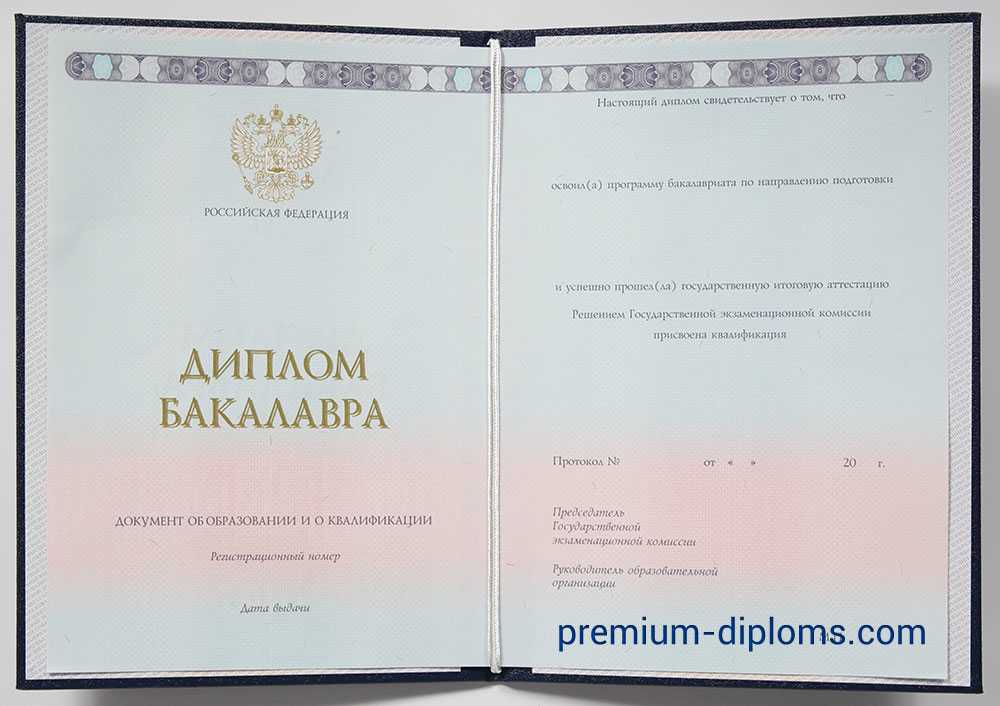 РОССИЙСКАЯ ФЕДЕРАЦИЯ
ДИПЛОМ
БАКАЛАВРА
ДОКУМЕНТ ОБ ОБРАЗОВАНИИ И О КВАЛИФИКАЦИИ
Регистрационный номер
Дата выдачи
Настоящий диплом свидетельствует о том, что
освоил(а) программу бакалавриата по направлению подготовки
и успешно прошел(ла) государственную итоговую аттестацию
Решением Государственной экзаменационной комиссии
присвоена квалификация
Протокол № от « » 20 г.
Председатель
Государственной
экзаменационной комиссии
Руководитель образовательной
организации
premium-diploms.com